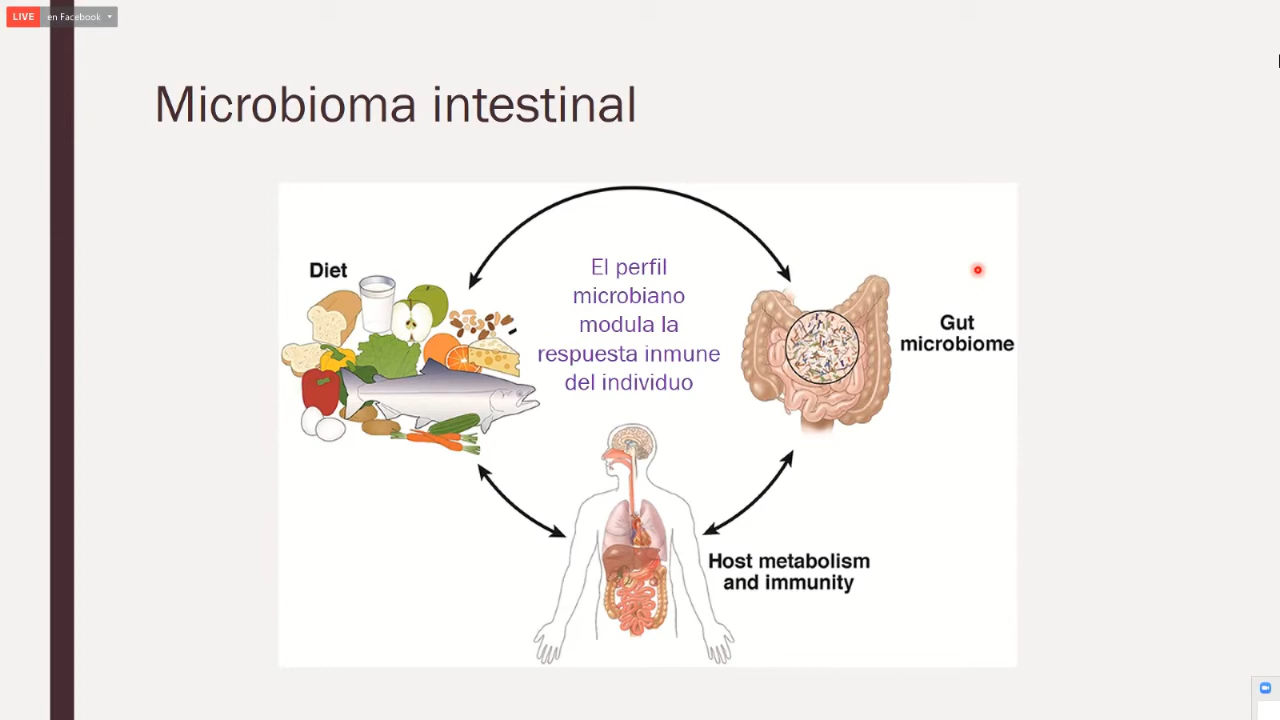 LIVE en Facebook
Microbioma intestinal
Diet
El perfil
microbiano
modula la
respuesta inmune
del individuo
Gut
microbiome
Host metabolism
and immunity